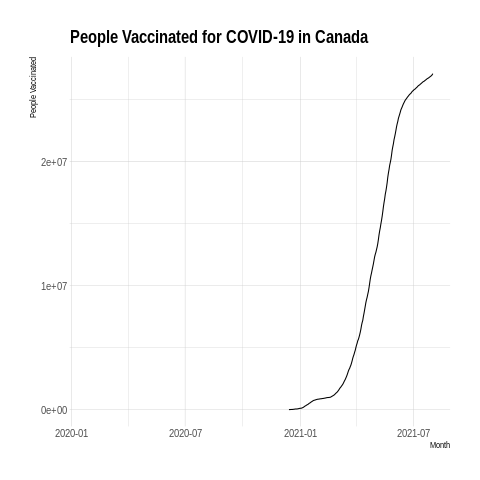 People Vaccinated for COVID-19 in Canada
People Vaccinated
2e+07
1e+07
0e+00
2020-01
2020-07
2021-01
2021-07
Month